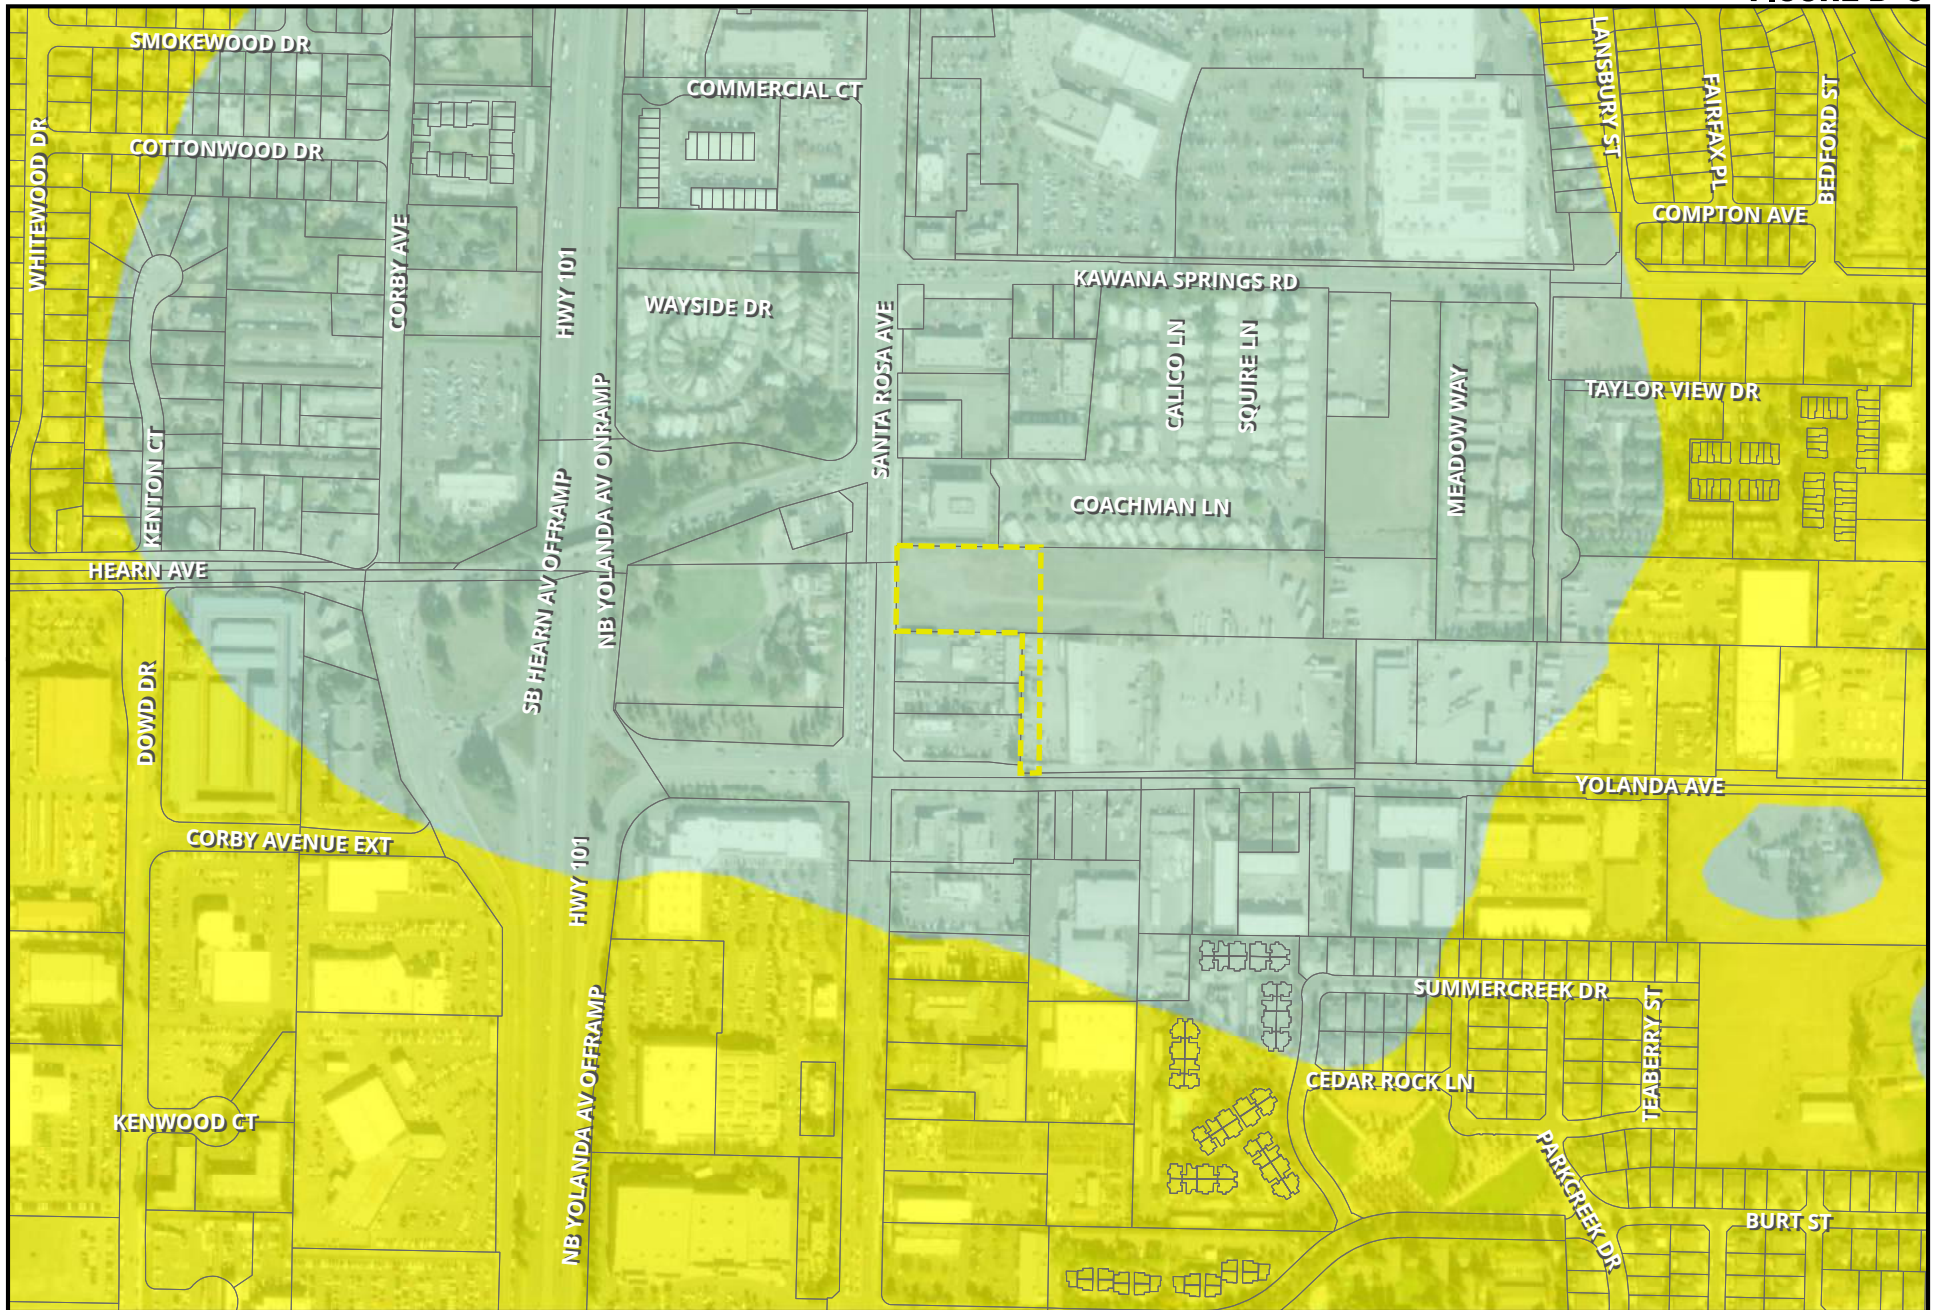 SMOKEWOOD DR
COMMERCIAL CT
LANSBURY ST
FAIRFAX PL
BEDFORD ST
WHITEWOOD DR
COTTONWOOD DR
COMPTON AVE
CORBY AVE
HWY 101
WAYSIDE DR
KAWANA SPRINGS RD
SANTA ROSA AVE
CALICO LN
SQUIRE LN
MEADOW WAY
TAYLOR VIEW DR
KENTON CT
NB YOLANDA AV ONRAMP
SB HEARN AV OFFRAMP
COACHMAN LN
HEARN AVE
DOWD DR
YOLANDA AVE
CORBY AVENUE EXT
HWY 101
SUMMERCREEK DR
TEABERRY ST
CEDAR ROCK LN
KENWOOD CT
NB YOLANDA AV OFFRAMP
PARKCREEK DR
BURT ST